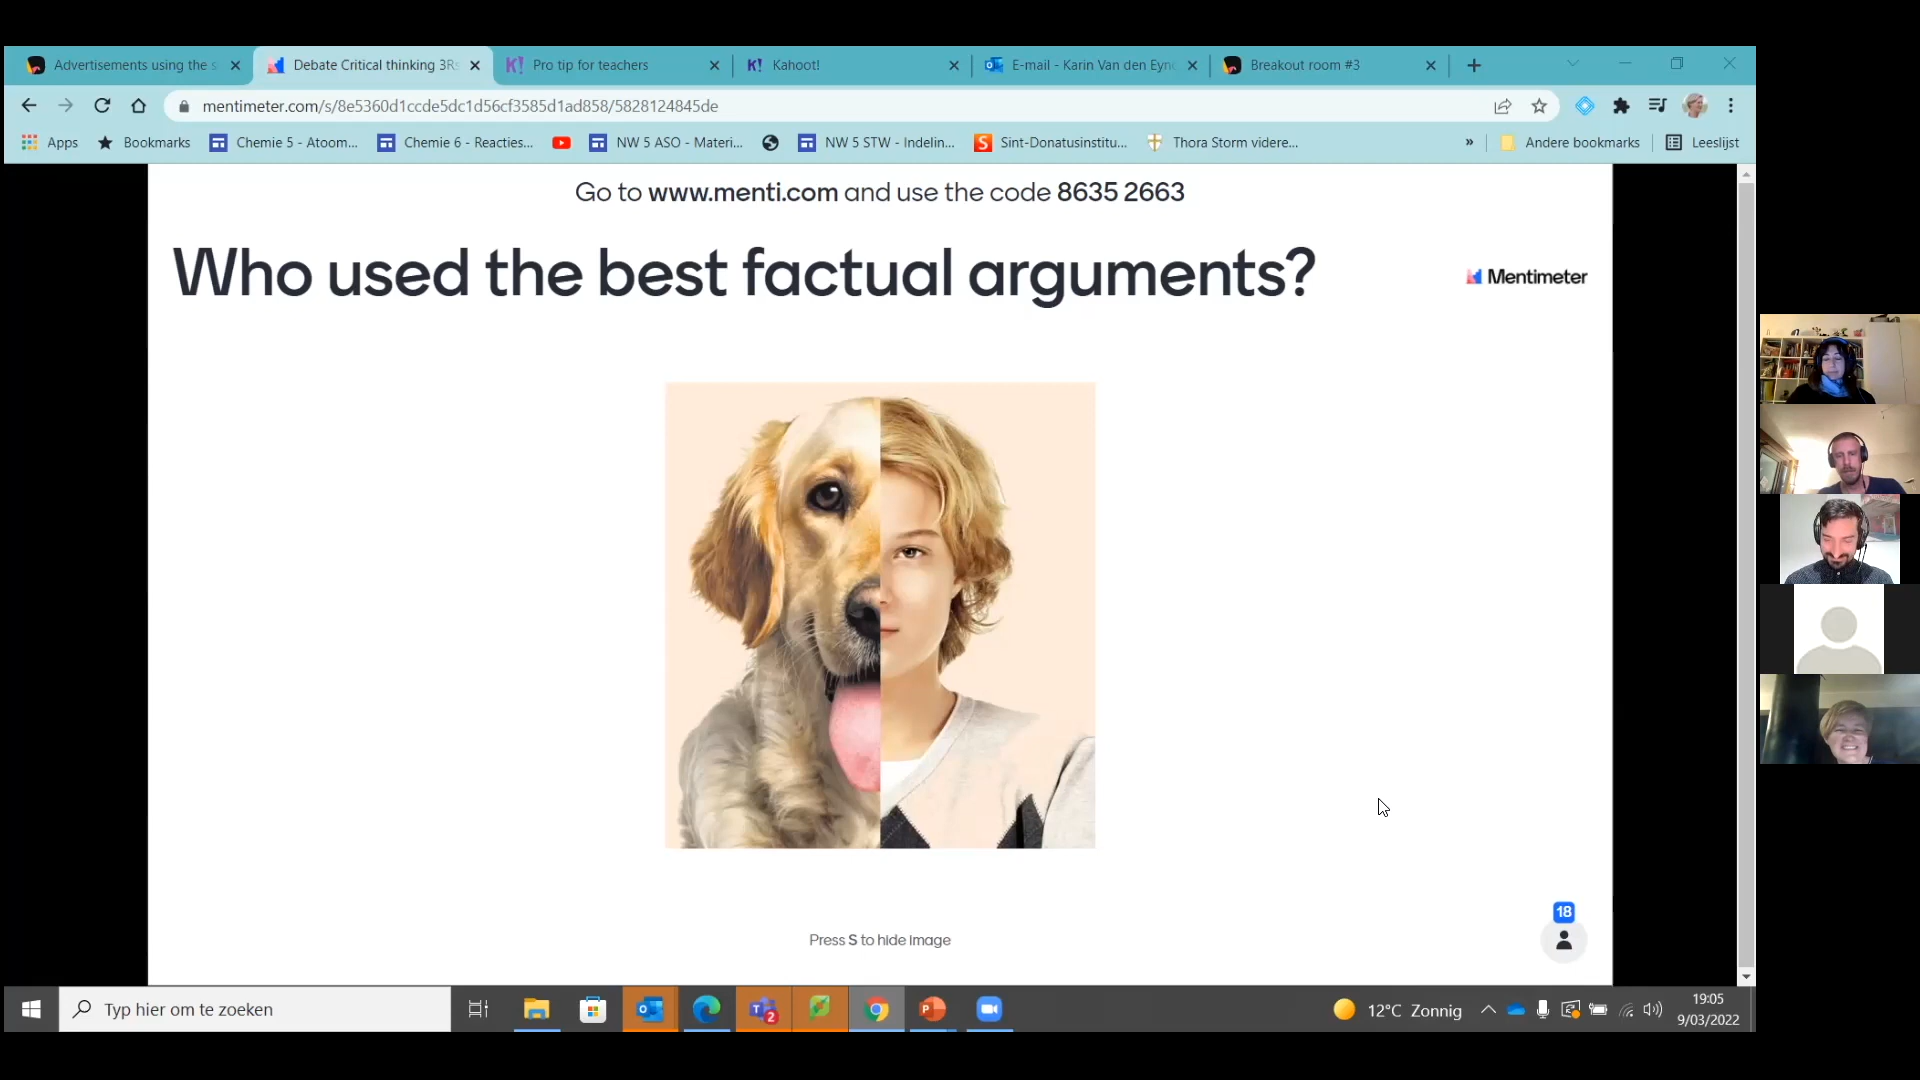 Advertisements using the s
Debate Critical thinking 3Rs
Pro tip for teachers
Kahoot!
E-mail - Karin Van den Eync
Breakout room #3
mentimeter.com/s/8e5360d1ccde5dc1d56cf3585d1ad858/5828124845de
Apps
Bookmarks
Chemie 5 - Atoom...
Chemie 6 - Reacties...
NW 5 ASO - Materi...
NW 5 STW - Indelin...
Sint-Donatusinstitu...
Thora Storm videre...
»
Andere bookmarks
Leeslijst
Go to www.menti.com and use the code 8635 2663
Who used the best factual arguments?
Mentimeter
18
Press S to hide image
Typ hier om te zoeken
2
12°C Zonnig
19:05
9/03/2022